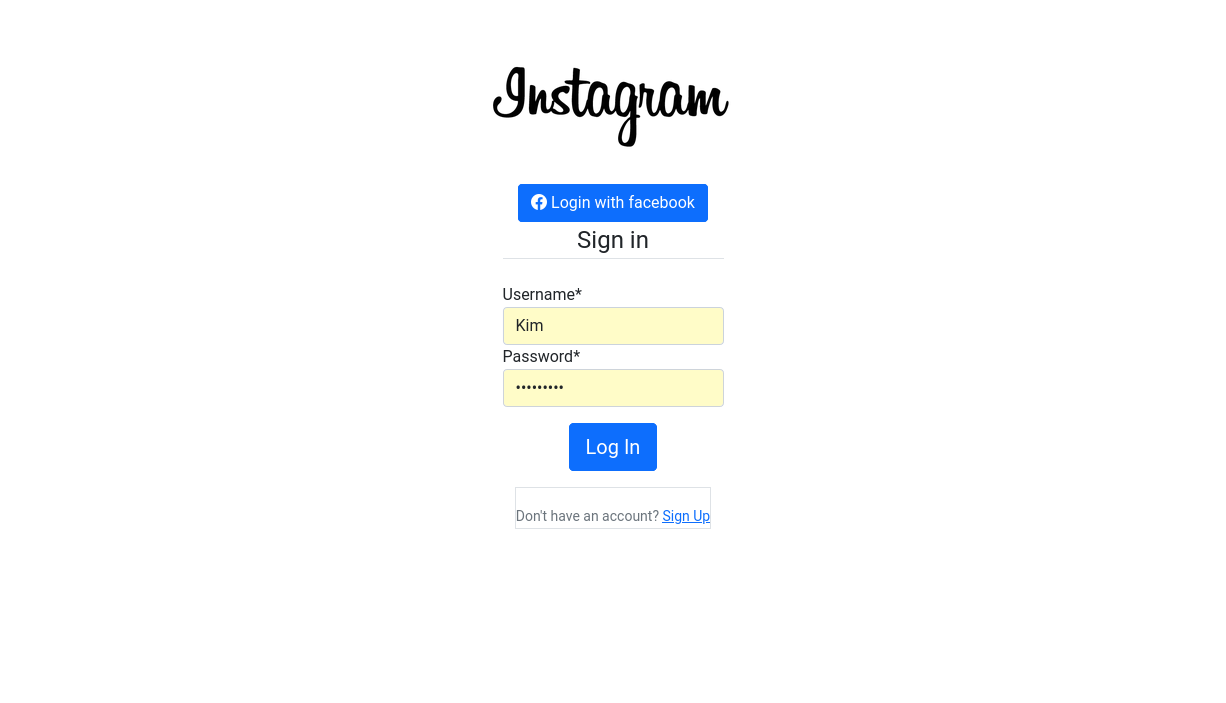 Instagram
Login with facebook
Sign in
Username*
Kim
Password*
•••••••••
Log In
Don't have an account? Sign Up